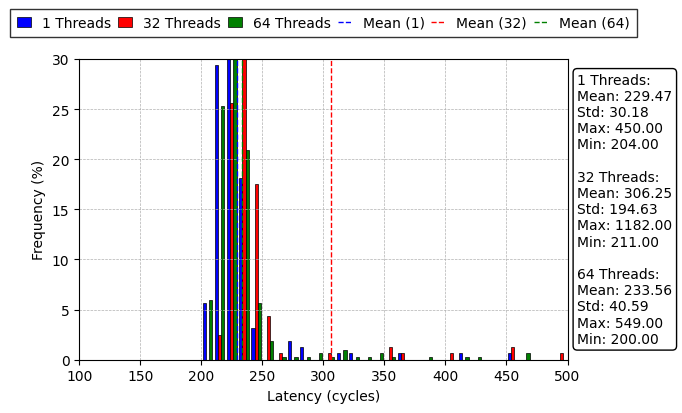 1 Threads 32 Threads 64 Threads Mean (1) Mean (32) Mean (64)
30
25
20
15
10
5
0
Frequency (%)
100 150 200 250 300 350 400 450 500
Latency (cycles)
1 Threads:
Mean: 229.47
Std: 30.18
Max: 450.00
Min: 204.00
32 Threads:
Mean: 306.25
Std: 194.63
Max: 1182.00
Min: 211.00
64 Threads:
Mean: 233.56
Std: 40.59
Max: 549.00
Min: 200.00